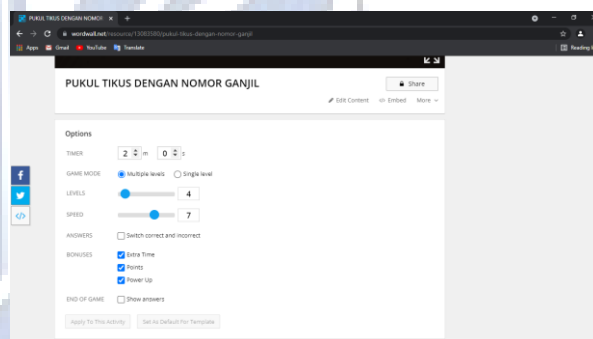 PUKUL TIKUS DENGAN NOMOR
wordwall.net/resource/13003580/pukul-tikus-dengan-nomor-ganjil
Apps Gmail YouTube Translate Reading
PUKUL TIKUS DENGAN NOMOR GANJIL
Share
Edit Content Embed More
Options
TIMER 2 m 0 s
GAME MODE Multiple levels Single level
LEVELS 4
SPEED 7
ANSWERS Switch correct and incorrect
BONUSES Extra Time
Points
Power Up
END OF GAME Show answers
Apply To This Activity Set As Default For Template